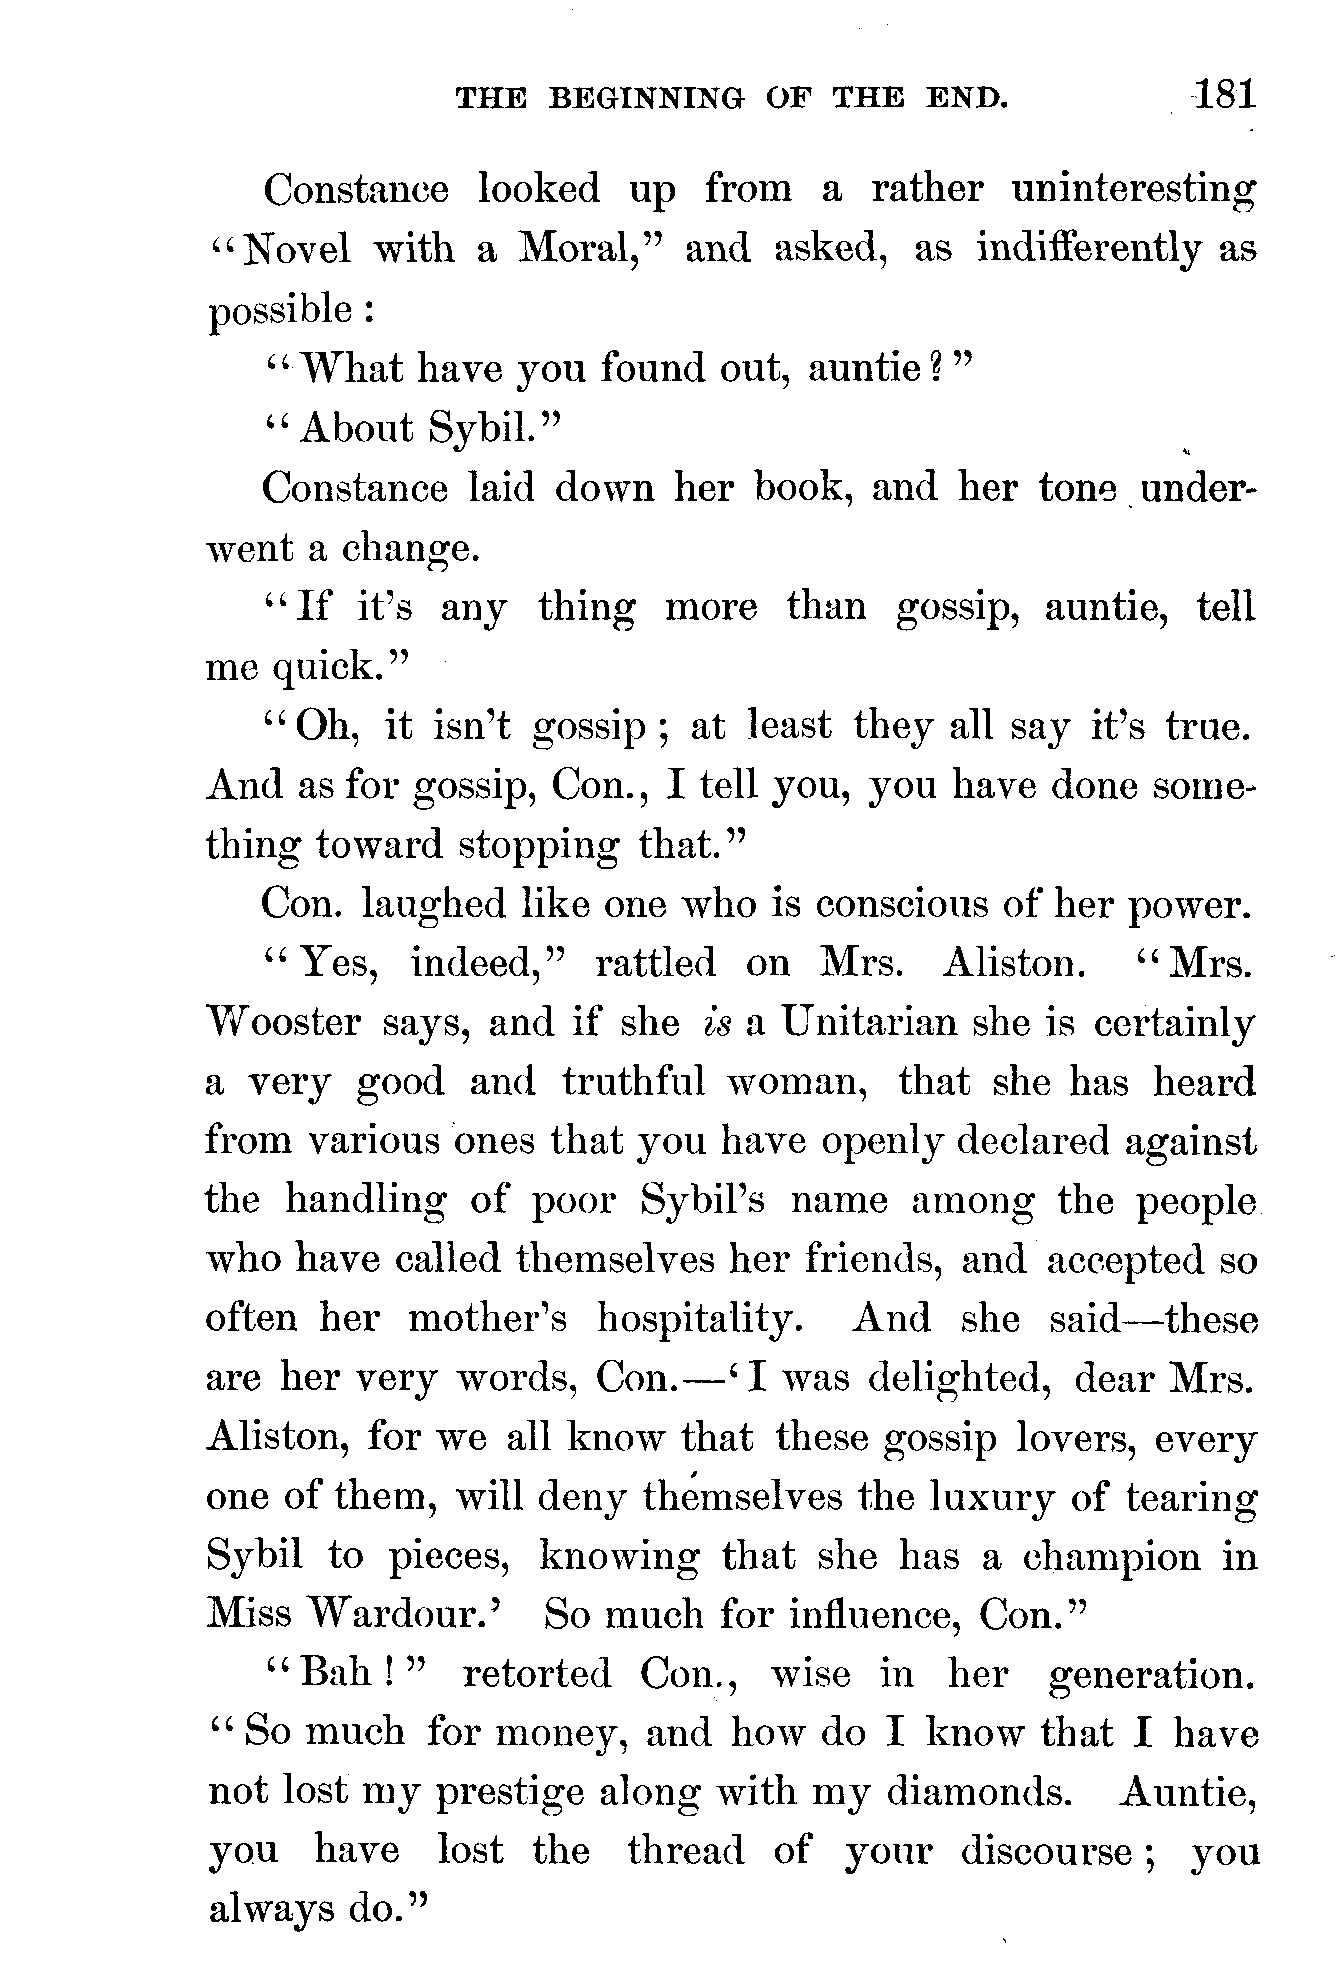 THE BEGINNING OF THE END. 181
Constance looked up from a rather uninteresting
“Novel with a Moral,” and asked, as indifferently as
possible :
“What have you found out, auntie?”
“About Sybil.”
Constance laid down her book, and her tone under-
went a change.
“If it’s any thing more than gossip, auntie, tell
me quick.”
“Oh, it isn’t gossip ; at least they all say it’s true.
And as for gossip, Con., I tell you, you have done some-
thing toward stopping that.”
Con. laughed like one who is conscious of her power.
“Yes, indeed,” rattled on Mrs. Aliston. “Mrs.
Wooster says, and if she is a Unitarian she is certainly
a very good and truthful woman, that she has heard
from various ones that you have openly declared against
the handling of poor Sybil’s name among the people
who have called themselves her friends, and accepted so
often her mother’s hospitality. And she said—these
are her very words, Con.—‘I was delighted, dear Mrs.
Aliston, for we all know that these gossip lovers, every
one of them, will deny themselves the luxury of tearing
Sybil to pieces, knowing that she has a champion in
Miss Wardour.’ So much for influence, Con.”
“Bah!” retorted Con., wise in her generation.
“So much for money, and how do I know that I have
not lost my prestige along with my diamonds. Auntie,
you have lost the thread of your discourse ; you
always do.”